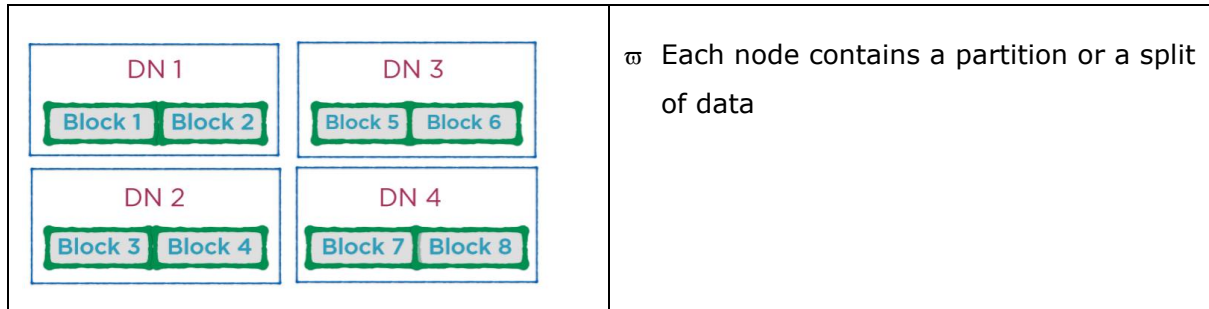 DN 1
Block 1 Block 2
DN 3
Block 5 Block 6
DN 2
Block 3 Block 4
DN 4
Block 7 Block 8
ϖ Each node contains a partition or a split
of data